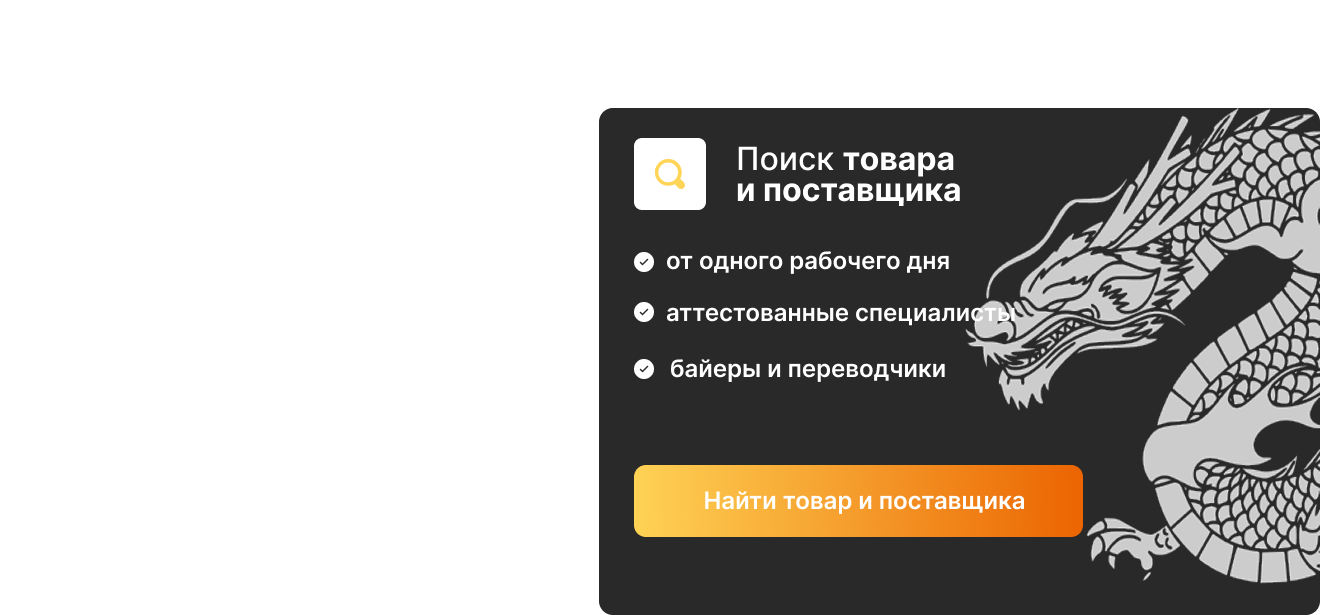 Поиск товара
и поставщика
от одного рабочего дня
аттестованные специалисты
байеры и переводчики
Найти товар и поставщика